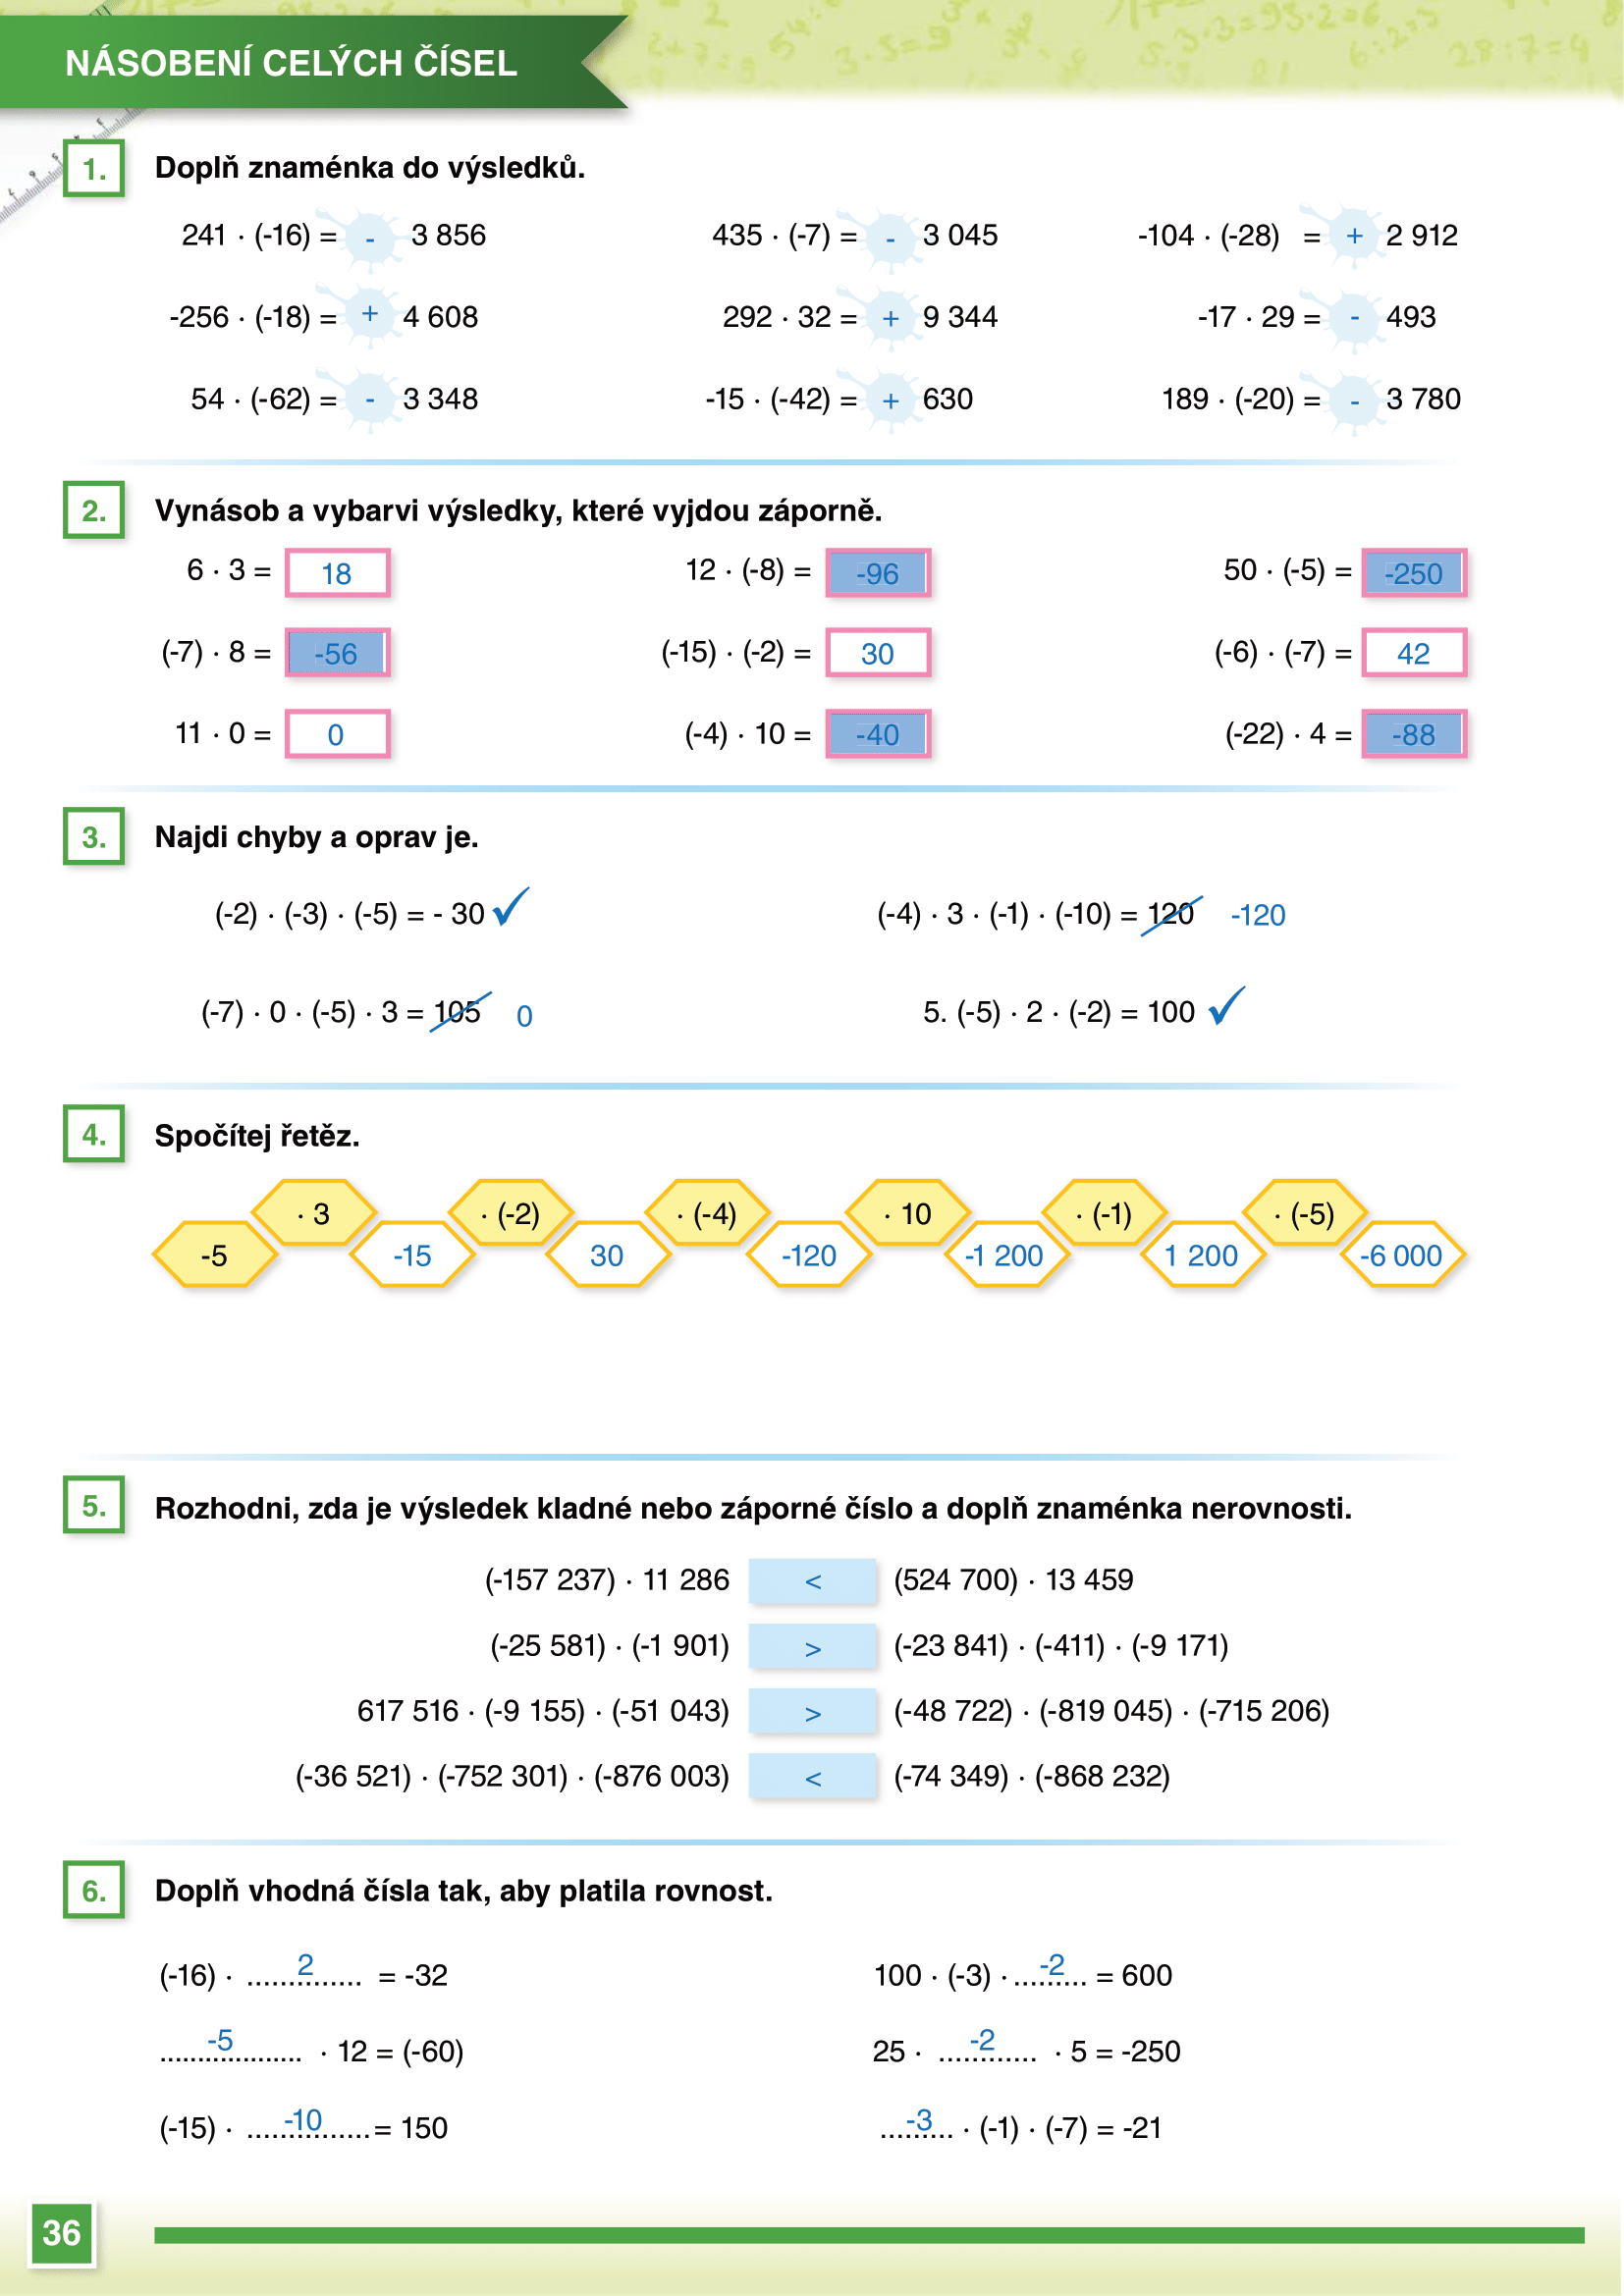 NÁSOBENÍ CELÝCH ČÍSEL
1. Doplň znaménka do výsledků.
241 · (-16) = - 3 856 435 · (-7) = - 3 045 -104 · (-28) = + 2 912
-256 · (-18) = + 4 608 292 · 32 = + 9 344 -17 · 29 = - 493
54 · (-62) = - 3 348 -15 · (-42) = + 630 189 · (-20) = - 3 780
2. Vynásob a vybarvi výsledky, které vyjdou záporně.
6 · 3 = 18 12 · (-8) = -96 50 · (-5) = -250
(-7) · 8 = -56 (-15) · (-2) = 30 (-6) · (-7) = 42
11 · 0 = 0 (-4) · 10 = -40 (-22) · 4 = -88
3. Najdi chyby a oprav je.
(-2) · (-3) · (-5) = - 30 ✓ (-4) · 3 · (-1) · (-10) = 120 -120
(-7) · 0 · (-5) · 3 = 105 0 5. (-5) · 2 · (-2) = 100 ✓
4. Spočítej řetěz.
· 3 · (-2) · (-4) · 10 · (-1) · (-5)
-5 -15 30 -120 -1 200 1 200 -6 000
5. Rozhodni, zda je výsledek kladné nebo záporné číslo a doplň znaménka nerovnosti.
(-157 237) · 11 286 < (524 700) · 13 459
(-25 581) · (-1 901) > (-23 841) · (-411) · (-9 171)
617 516 · (-9 155) · (-51 043) > (-48 722) · (-819 045) · (-715 206)
(-36 521) · (-752 301) · (-876 003) < (-74 349) · (-868 232)
6. Doplň vhodná čísla tak, aby platila rovnost.
(-16) · 2 = -32 100 · (-3) · -2 = 600
-5 · 12 = (-60) 25 · -2 · 5 = -250
(-15) · -10 = 150 -3 · (-1) · (-7) = -21
36